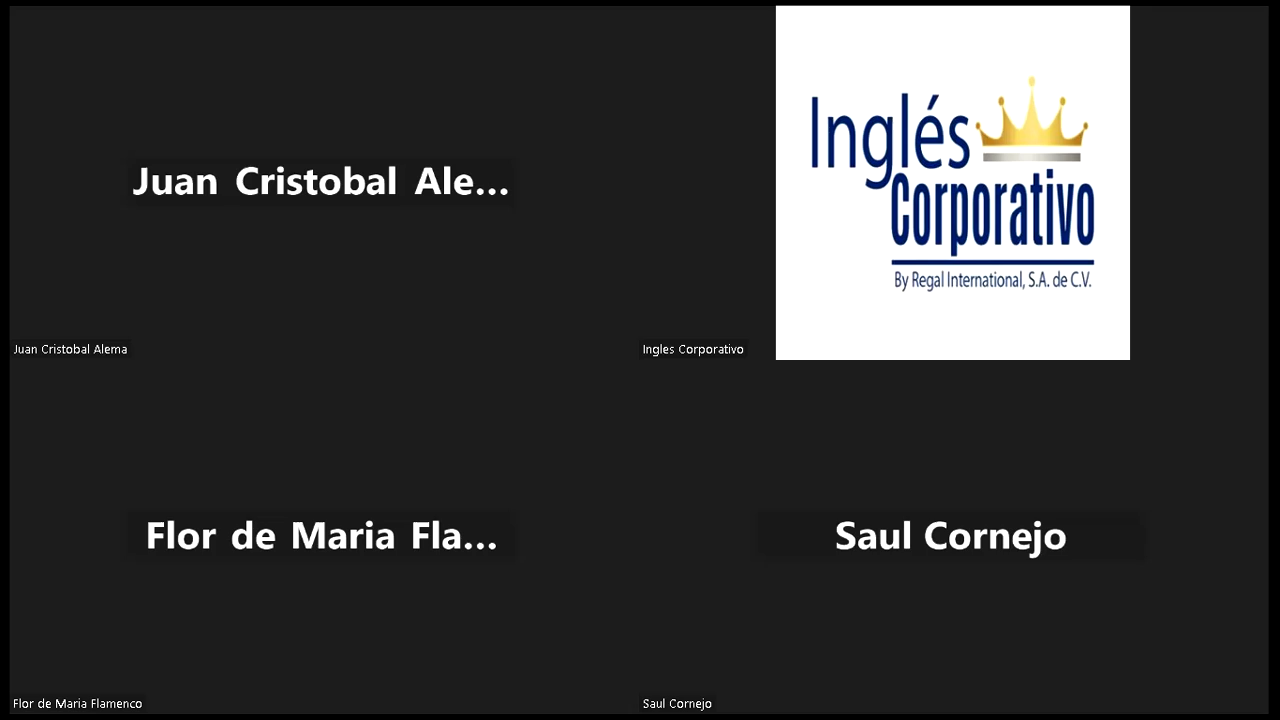 Juan Cristobal Ale...
Juan Cristobal Alema
Inglés
Corporativo
By Regal International, S.A. de C.V.
Ingles Corporativo
Flor de Maria Fla...
Flor de Maria Flamenco
Saul Cornejo
Saul Cornejo